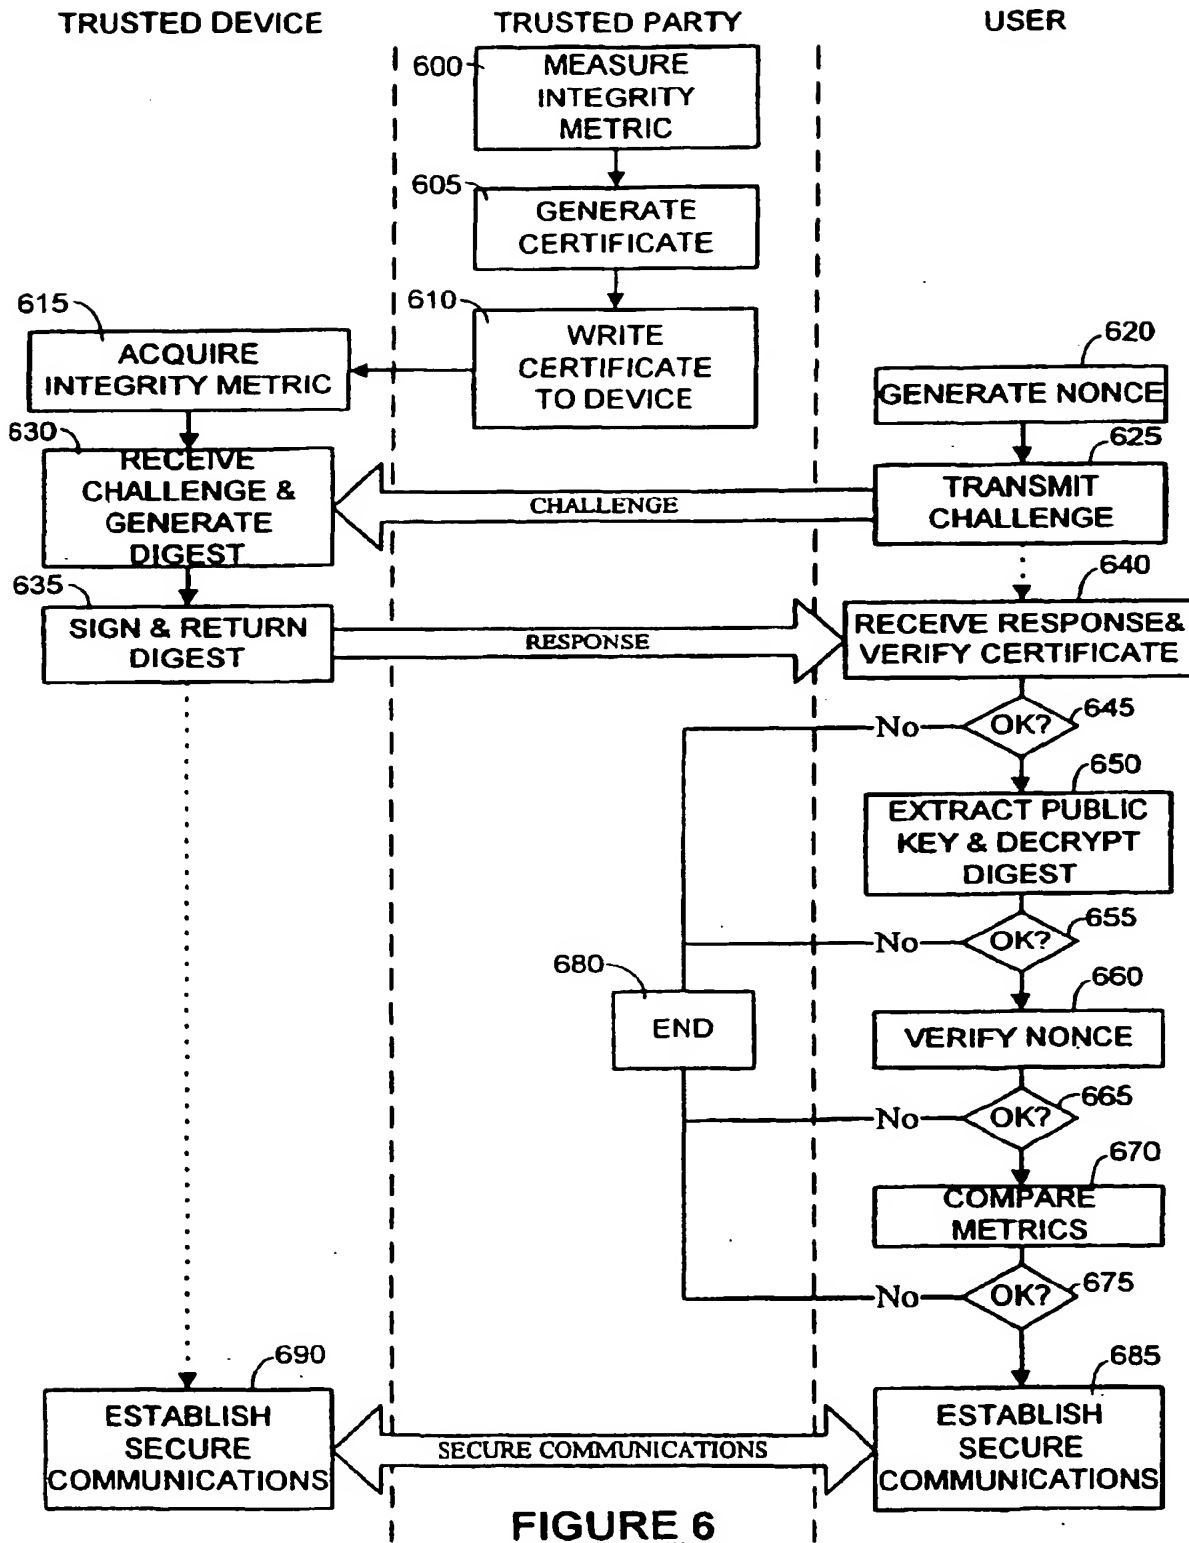 TRUSTED DEVICE
TRUSTED PARTY
USER
600
MEASURE
INTEGRITY
METRIC
605
GENERATE
CERTIFICATE
610
WRITE
CERTIFICATE
TO DEVICE
615
ACQUIRE
INTEGRITY METRIC
620
GENERATE NONCE
625
TRANSMIT
CHALLENGE
CHALLENGE
630
RECEIVE
CHALLENGE &
GENERATE
DIGEST
635
SIGN & RETURN
DIGEST
RESPONSE
640
RECEIVE RESPONSE&
VERIFY CERTIFICATE
No
OK?
645
650
EXTRACT PUBLIC
KEY & DECRYPT
DIGEST
No
OK?
655
680
END
660
VERIFY NONCE
No
OK?
665
670
COMPARE
METRICS
No
OK?
675
690
ESTABLISH
SECURE
COMMUNICATIONS
SECURE COMMUNICATIONS
685
ESTABLISH
SECURE
COMMUNICATIONS
FIGURE 6